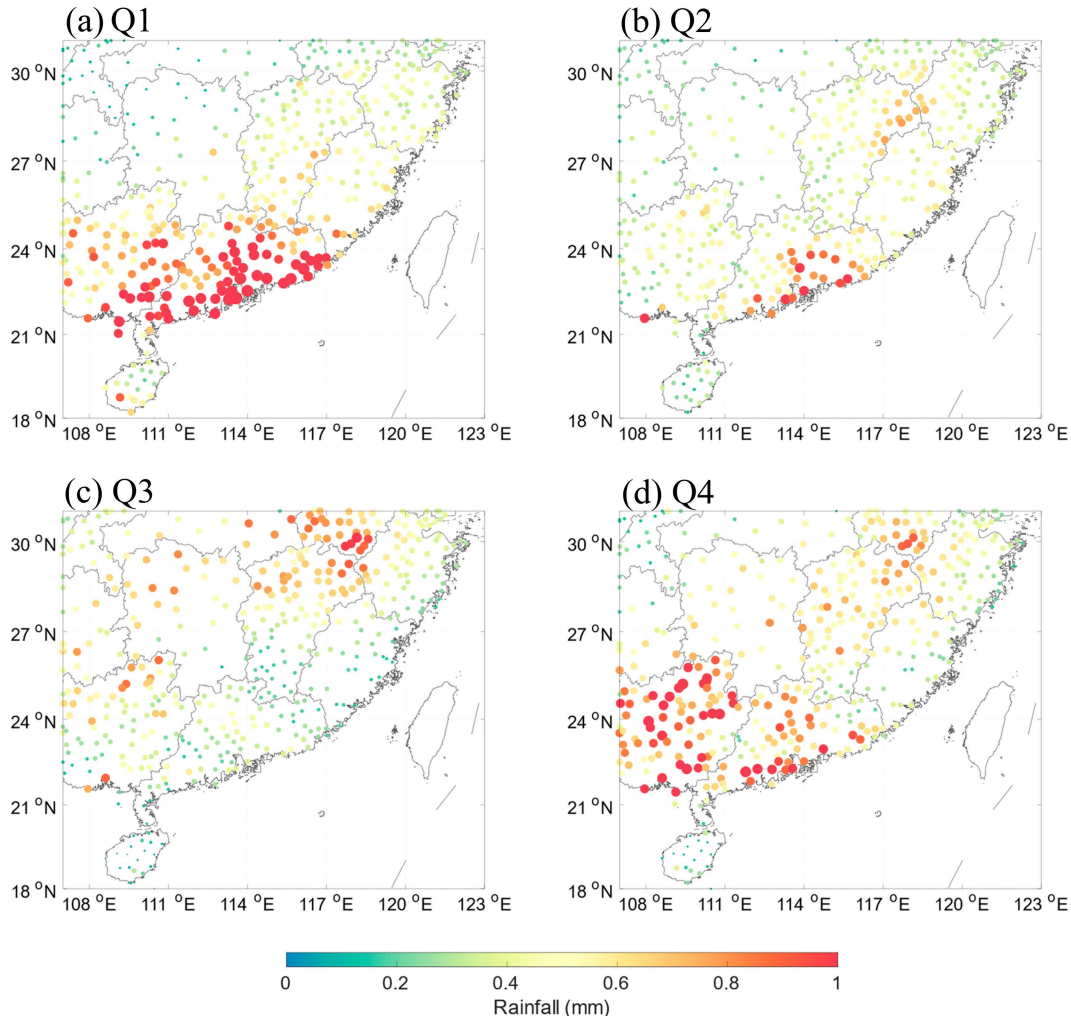 (a) Q1
(b) Q2
30 °N
27 °N
24 °N
21 °N
18 °N
108 °E 111 °E 114 °E 117 °E 120 °E 123 °E
30 °N
27 °N
24 °N
21 °N
18 °N
108 °E 111 °E 114 °E 117 °E 120 °E 123 °E
(c) Q3
(d) Q4
30 °N
27 °N
24 °N
21 °N
18 °N
108 °E 111 °E 114 °E 117 °E 120 °E 123 °E
30 °N
27 °N
24 °N
21 °N
18 °N
108 °E 111 °E 114 °E 117 °E 120 °E 123 °E
0 0.2 0.4 0.6 0.8 1
Rainfall (mm)